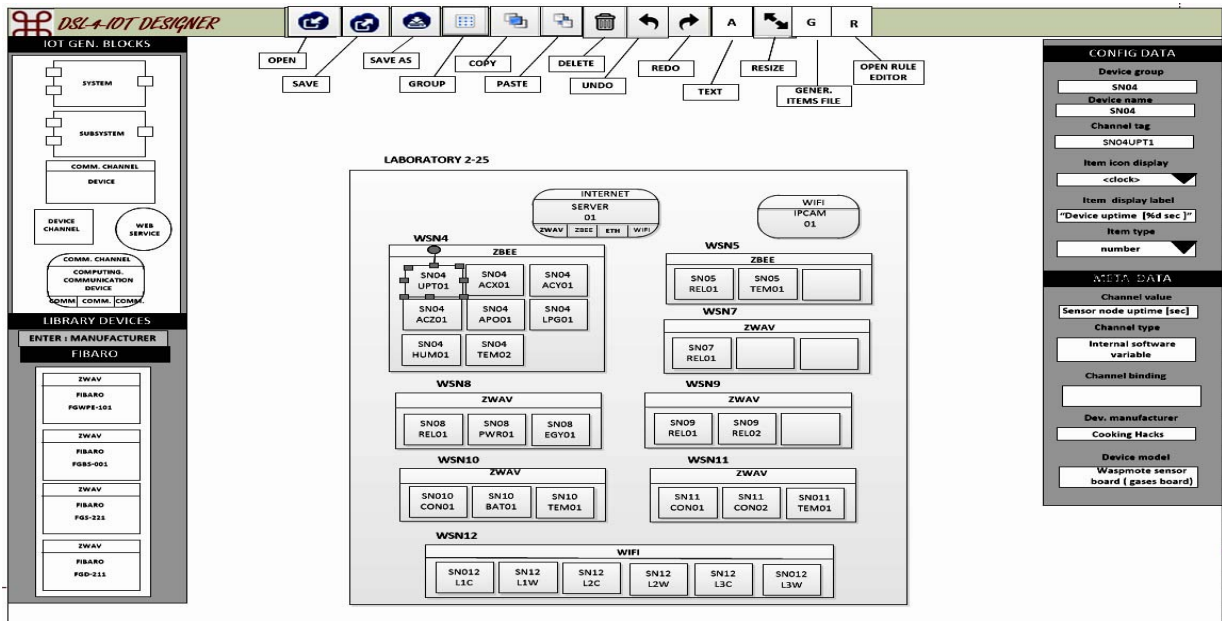 DSL-4-IOT DESIGNER
A
G
R
OPEN
SAVE
SAVE AS
GROUP
COPY
PASTE
DELETE
UNDO
REDO
TEXT
RESIZE
GENER.
ITEMS FILE
OPEN RULE
EDITOR
IOT GEN. BLOCKS
SYSTEM
SUBSYSTEM
COMM. CHANNEL
DEVICE
DEVICE
CHANNEL
WEB
SERVICE
COMM. CHANNEL
COMPUTING.
COMMUNICATION
DEVICE
COMM COMM. COMM.
LIBRARY DEVICES
ENTER : MANUFACTURER
FIBARO
ZWAV
FIBARO
FGWPE-101
ZWAV
FIBARO
FGBS-001
ZWAV
FIBARO
FGS-221
ZWAV
FIBARO
FGD-211
LABORATORY 2-25
INTERNET
SERVER
01
ZWAV ZBEE ETH WIFI
WIFI
IPCAM
01
WSN4
ZBEE
SN04
UPT01
SN04
ACX01
SN04
ACY01
SN04
ACZ01
SN04
APO01
SN04
LPG01
SN04
HUM01
SN04
TEM02
WSN5
ZBEE
SN05
REL01
SN05
TEM01
WSN7
ZWAV
SN07
REL01
WSN8
ZWAV
SN08
REL01
SN08
PWR01
SN08
EGY01
WSN9
ZWAV
SN09
REL01
SN09
REL02
WSN10
ZWAV
SN010
CON01
SN10
BAT01
SN10
TEM01
WSN11
ZWAV
SN11
CON01
SN11
CON02
SN011
TEM01
WSN12
WIFI
SN012
L1C
SN12
L1W
SN12
L2C
SN12
L2W
SN12
L3C
SN012
L3W
CONFIG DATA
Device group
SN04
Device name
SN04
Channel tag
SN04UPT1
Item icon display
<clock>
Item display label
"Device uptime [%d sec ]"
Item type
number
META DATA
Channel value
Sensor node uptime [sec]
Channel type
Internal software
variable
Channel binding
Dev. manufacturer
Cooking Hacks
Device model
Waspmote sensor
board ( gases board)